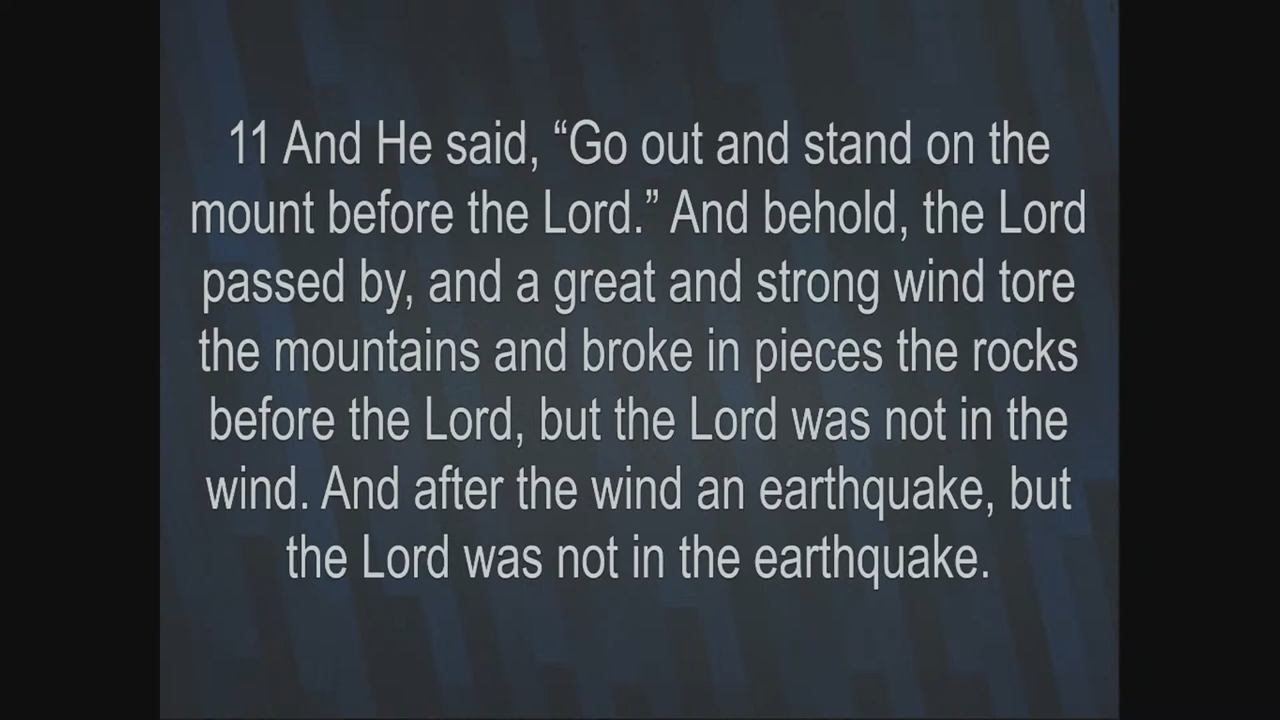 11 And He said, “Go out and stand on the
mount before the Lord.” And behold, the Lord
passed by, and a great and strong wind tore
the mountains and broke in pieces the rocks
before the Lord, but the Lord was not in the
wind. And after the wind an earthquake, but
the Lord was not in the earthquake.